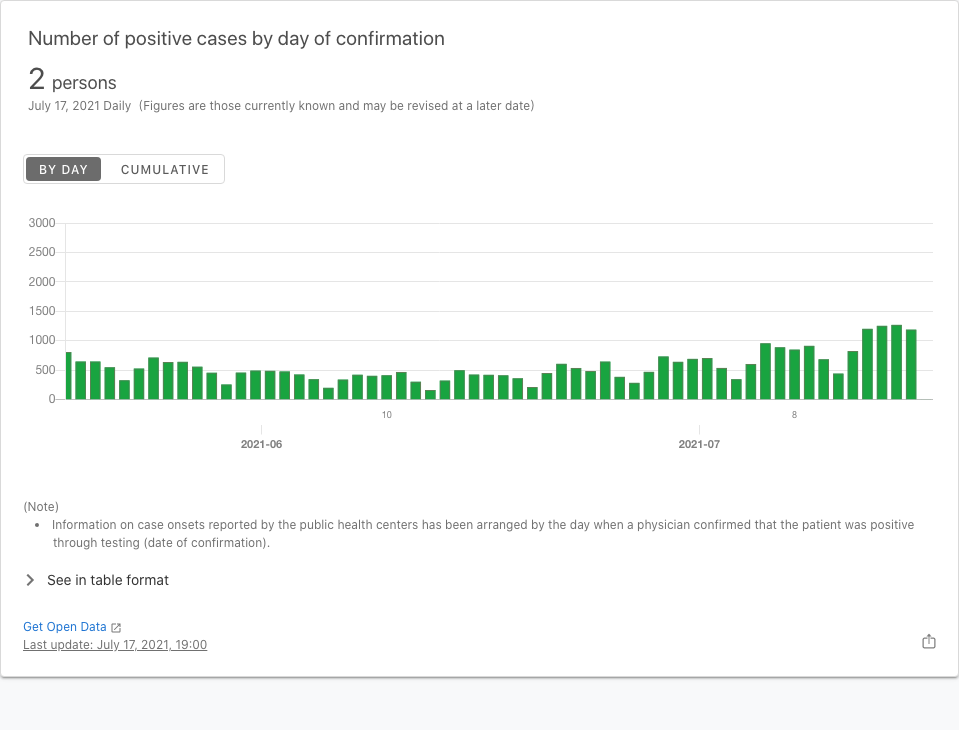 Number of positive cases by day of confirmation
2 persons
July 17, 2021 Daily (Figures are those currently known and may be revised at a later date)
BY DAY CUMULATIVE
3000
2500
2000
1500
1000
500
0
10 8
2021-06 2021-07
(Note)
• Information on case onsets reported by the public health centers has been arranged by the day when a physician confirmed that the patient was positive
through testing (date of confirmation).
See in table format
Get Open Data
Last update: July 17, 2021, 19:00